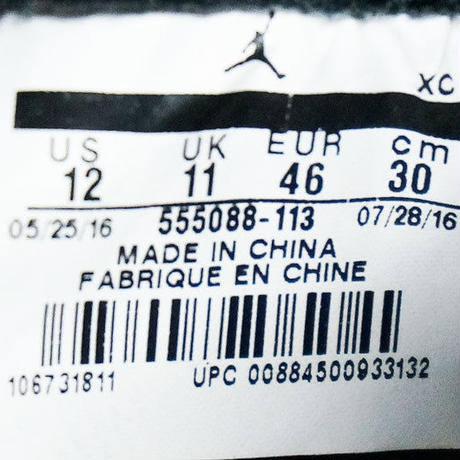 XC
US UK EUR cm
12 11 46 30
05/25/16 555088-113 07/28/16
MADE IN CHINA
FABRIQUE EN CHINE
106731811 UPC 00884500933132